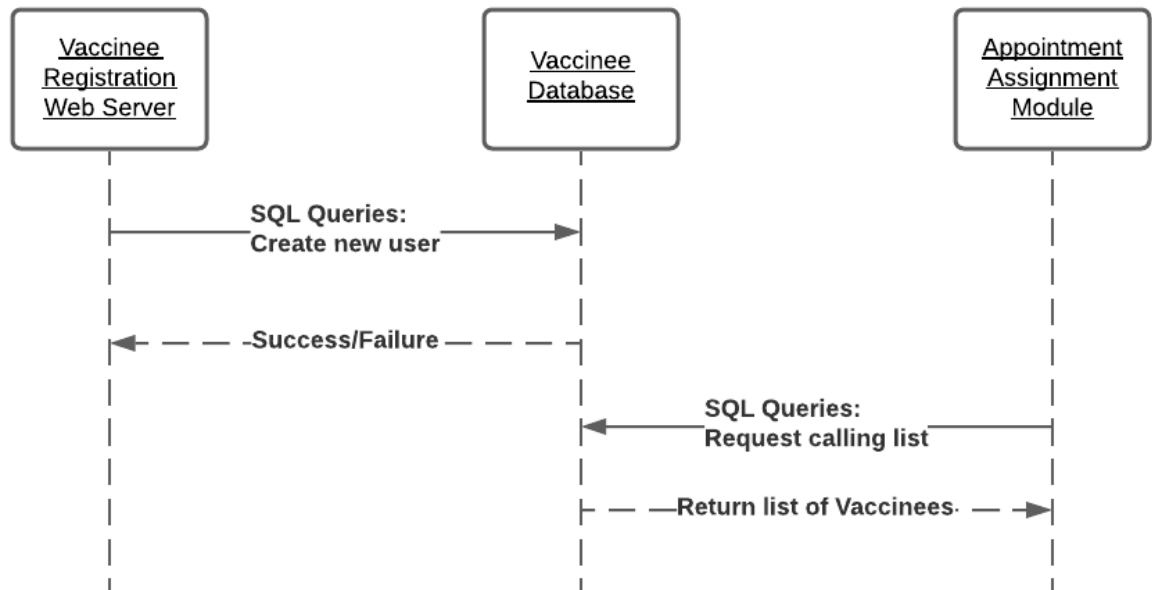 Vaccinee
Registration
Web Server
Vaccinee
Database
Appointment
Assignment
Module
SQL Queries:
Create new user
Success/Failure
SQL Queries:
Request calling list
Return list of Vaccinees